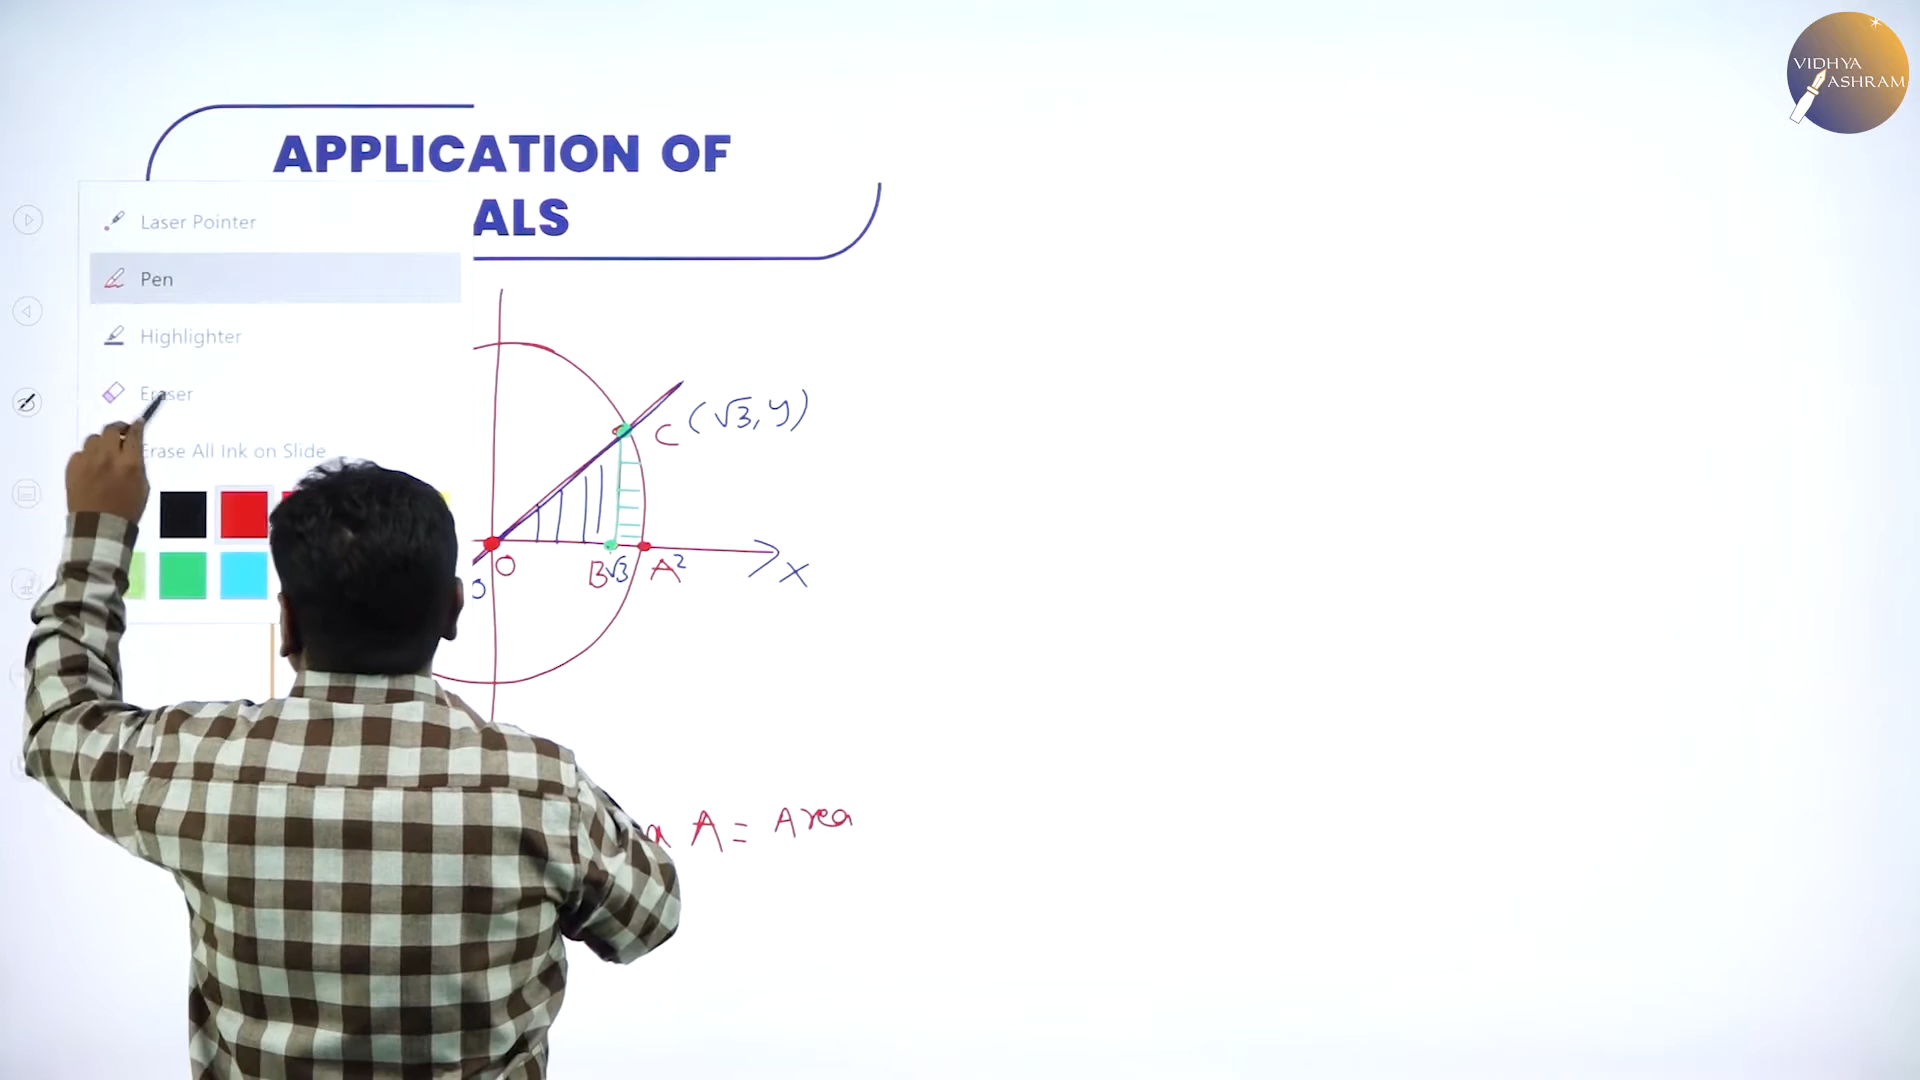 VIDHYA
ASHRAM
APPLICATION OF
ALS
Laser Pointer
Pen
Highlighter
Eraser
Erase All Ink on Slide
C (√3, y)
O
B √3
A 2
X
A = Area